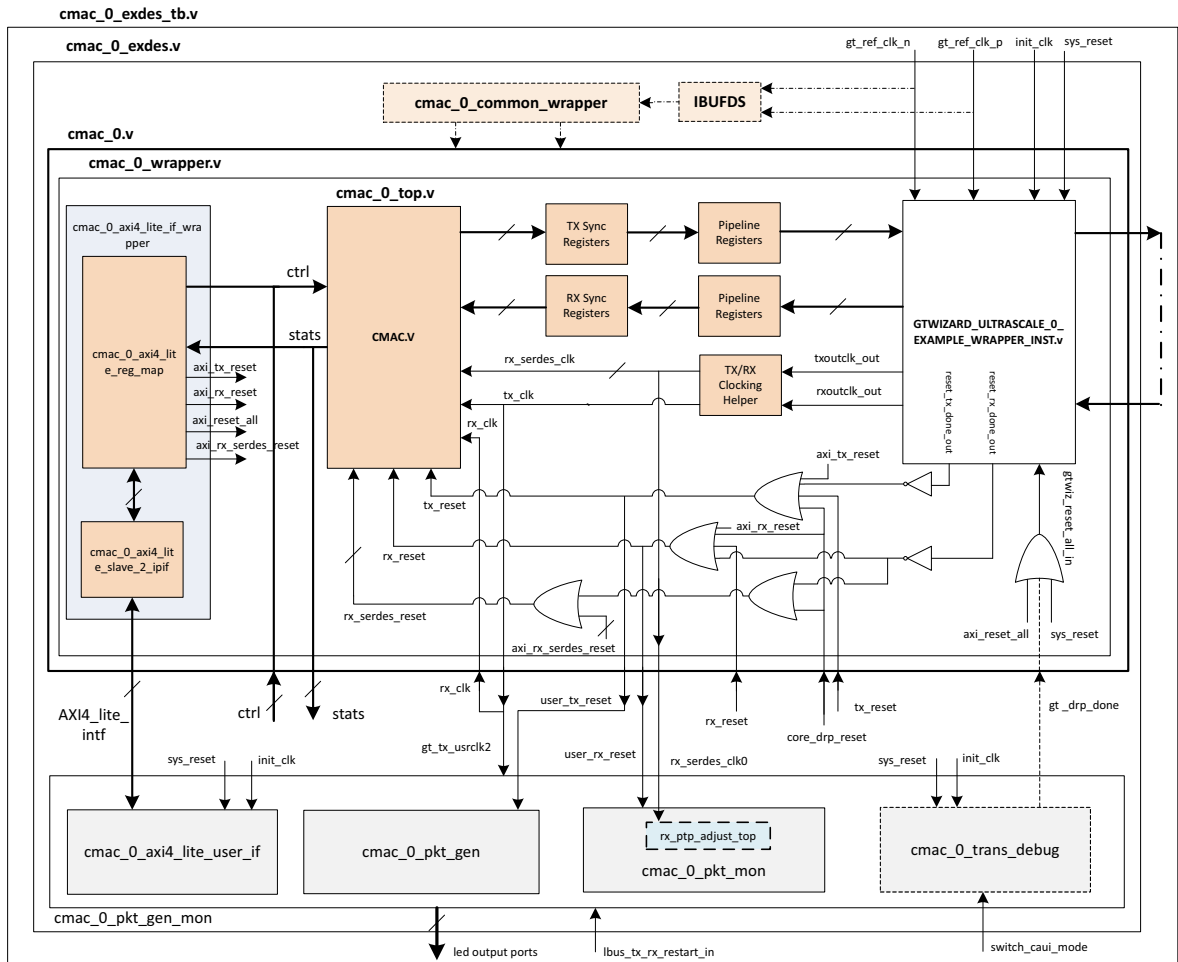 cmac_0_exdes_tb.v
cmac_0_exdes.v
gt_ref_clk_n
gt_ref_clk_p
init_clk
sys_reset
cmac_0_common_wrapper
IBUFDS
cmac_0.v
cmac_0_wrapper.v
cmac_0_top.v
cmac_0_axi4_lite_if_wra
pper
TX Sync
Registers
Pipeline
Registers
ctrl
RX Sync
Registers
Pipeline
Registers
stats
CMAC.V
GTWIZARD_ULTRASCALE_0_
EXAMPLE_WRAPPER_INST.v
cmac_0_axi4_lit
e_reg_map
rx_serdes_clk
TX/RX
Clocking
Helper
txoutclk_out
rxoutclk_out
reset_tx_done_out
reset_rx_done_out
axi_tx_reset
axi_rx_reset
axi_reset_all
axi_rx_serdes_reset
tx_clk
rx_clk
axi_tx_reset
gtwiz_reset_all_in
tx_reset
axi_rx_reset
cmac_0_axi4_lit
e_slave_2_ipif
rx_reset
rx_serdes_reset
axi_rx_serdes_reset
axi_reset_all
sys_reset
AXI4_lite_
intf
ctrl
stats
rx_clk
user_tx_reset
rx_reset
tx_reset
core_drp_reset
gt _drp_done
gt_tx_usrclk2
user_rx_reset
rx_serdes_clk0
sys_reset
init_clk
sys_reset
init_clk
cmac_0_axi4_lite_user_if
cmac_0_pkt_gen
rx_ptp_adjust_top
cmac_0_pkt_mon
cmac_0_trans_debug
cmac_0_pkt_gen_mon
led output ports
lbus_tx_rx_restart_in
switch_caui_mode